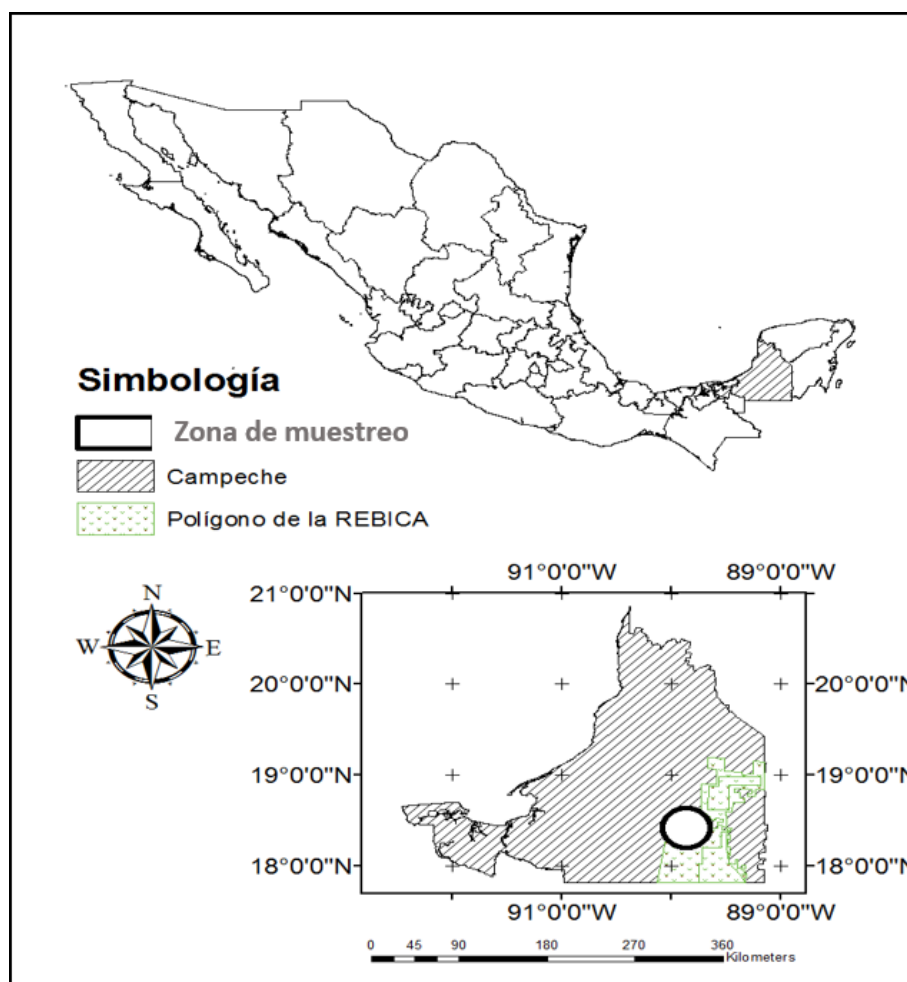 Simbología
Zona de muestreo
Campeche
Polígono de la REBICA
N
W E
S
91°0'0"W 89°0'0"W
21°0'0"N
20°0'0"N 20°0'0"N
19°0'0"N 19°0'0"N
18°0'0"N 18°0'0"N
91°0'0"W 89°0'0"W
0 45 90 180 270 360
Kilometers